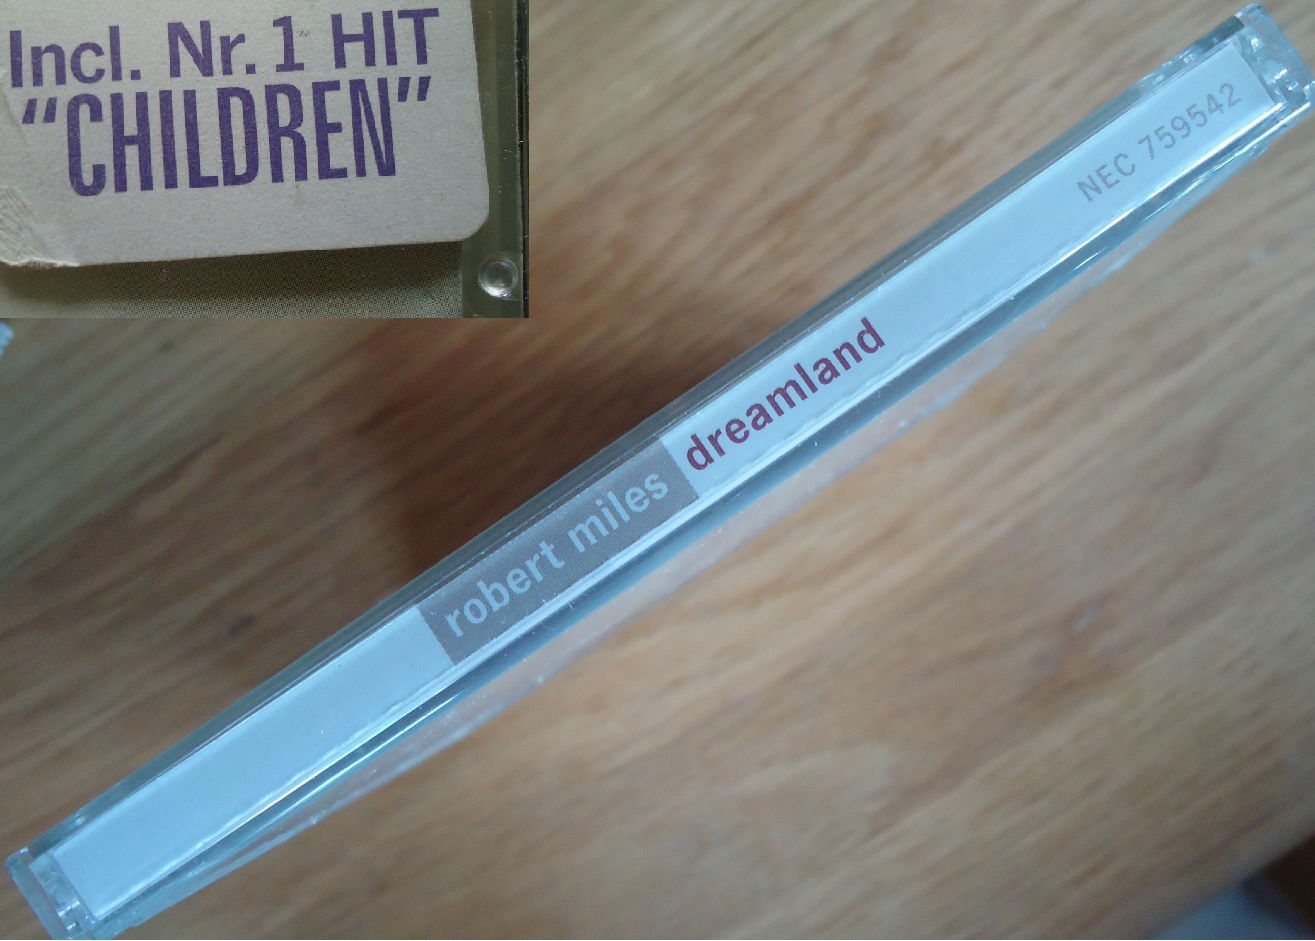 Incl. Nr. 1 HIT
“CHILDREN”
robert miles dreamland
NEC 759542